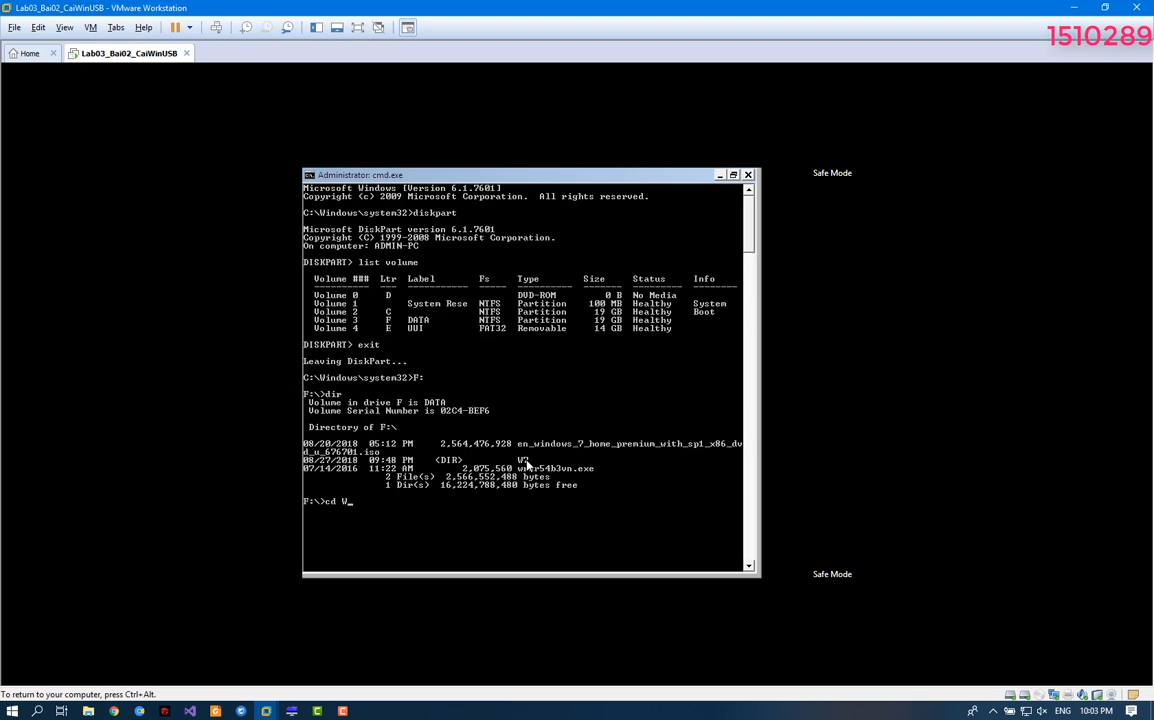 Lab03_Bai02_CaiWinUSB - VMware Workstation
File Edit View VM Tabs Help
1510289
Home Lab03_Bai02_CaiWinUSB
Safe Mode
Administrator: cmd.exe
Microsoft Windows [Version 6.1.7601]
Copyright (c) 2009 Microsoft Corporation.  All rights reserved.
C:\Windows\system32>diskpart
Microsoft DiskPart version 6.1.7601
Copyright (C) 1999-2008 Microsoft Corporation.
On computer: ADMIN-PC
DISKPART> list volume
Volume ###  Ltr  Label  Fs  Type  Size  Status  Info
Volume 0  D  DVD-ROM  0 B  No Media
Volume 1  System Rese  NTFS  Partition  100 MB  Healthy  System
Volume 2  C  NTFS  Partition  19 GB  Healthy  Boot
Volume 3  F  DATA  NTFS  Partition  19 GB  Healthy
Volume 4  E  UUI  FAT32  Removable  14 GB  Healthy
DISKPART> exit
Leaving DiskPart...
C:\Windows\system32>F:
F:\>dir
Volume in drive F is DATA
Volume Serial Number is 02C4-BEF6
Directory of F:\
08/20/2018  05:12 PM  2,564,476,928 en_windows_7_home_premium_with_sp1_x86_dv
d_u_676701.iso
08/27/2018  09:48 PM  <DIR>  W7
07/14/2016  11:22 AM  2,075,560
2 File(s)  2,566,552,488 bytes
1 Dir(s)  16,224,788,480 bytes free
F:\>cd W_
Safe Mode
To return to your computer, press Ctrl+Alt.
ENG 10:03 PM